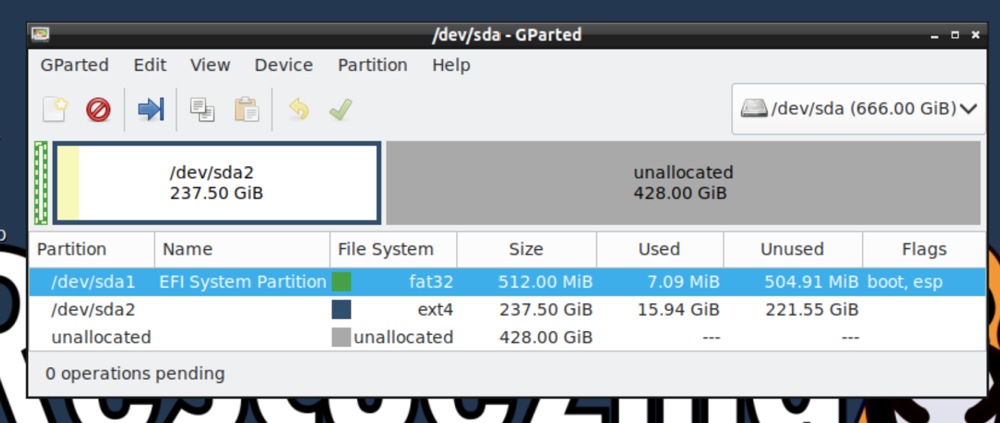 /dev/sda - GParted
GParted Edit View Device Partition Help
/dev/sda (666.00 GiB)
/dev/sda2
237.50 GiB
unallocated
428.00 GiB
Partition Name File System Size Used Unused Flags
/dev/sda1 EFI System Partition fat32 512.00 MiB 7.09 MiB 504.91 MiB boot, esp
/dev/sda2 ext4 237.50 GiB 15.94 GiB 221.55 GiB
unallocated unallocated 428.00 GiB --- ---
0 operations pending